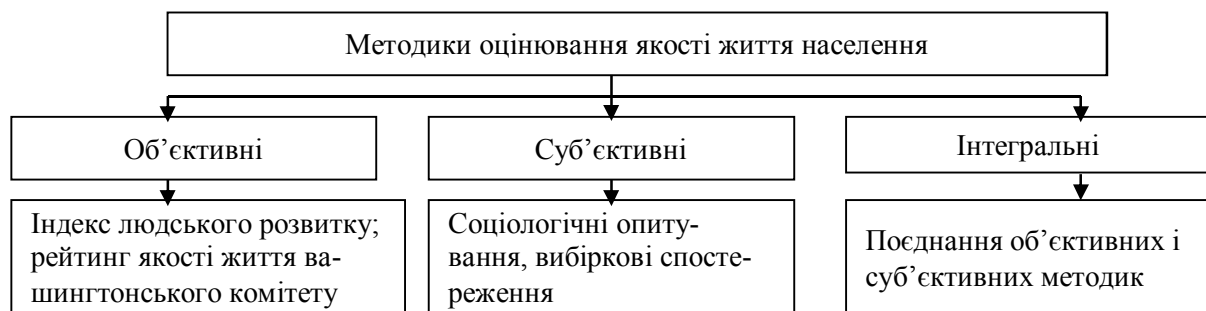 Методики оцінювання якості життя населення
Об’єктивні
Суб’єктивні
Інтегральні
Індекс людського розвитку;
рейтинг якості життя ва-
шингтонського комітету
Соціологічні опиту-
вання, вибіркові спосте-
реження
Поєднання об’єктивних і
суб’єктивних методик